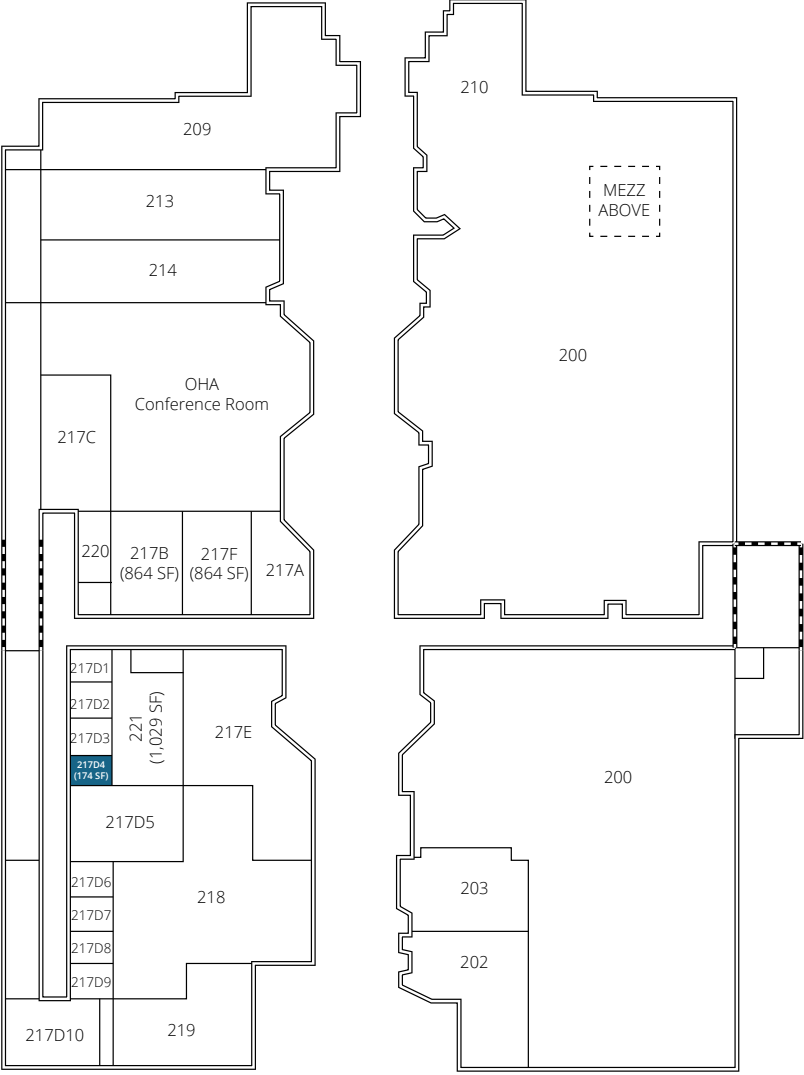 210
209
MEZZ
ABOVE
213
214
200
OHA
Conference Room
217C
220
217B
(864 SF)
217F
(864 SF)
217A
217D1
217D2
217D3
217D4
(174 SF)
221
(1,029 SF)
217E
200
217D5
217D6
217D7
217D8
217D9
218
203
202
217D10
219